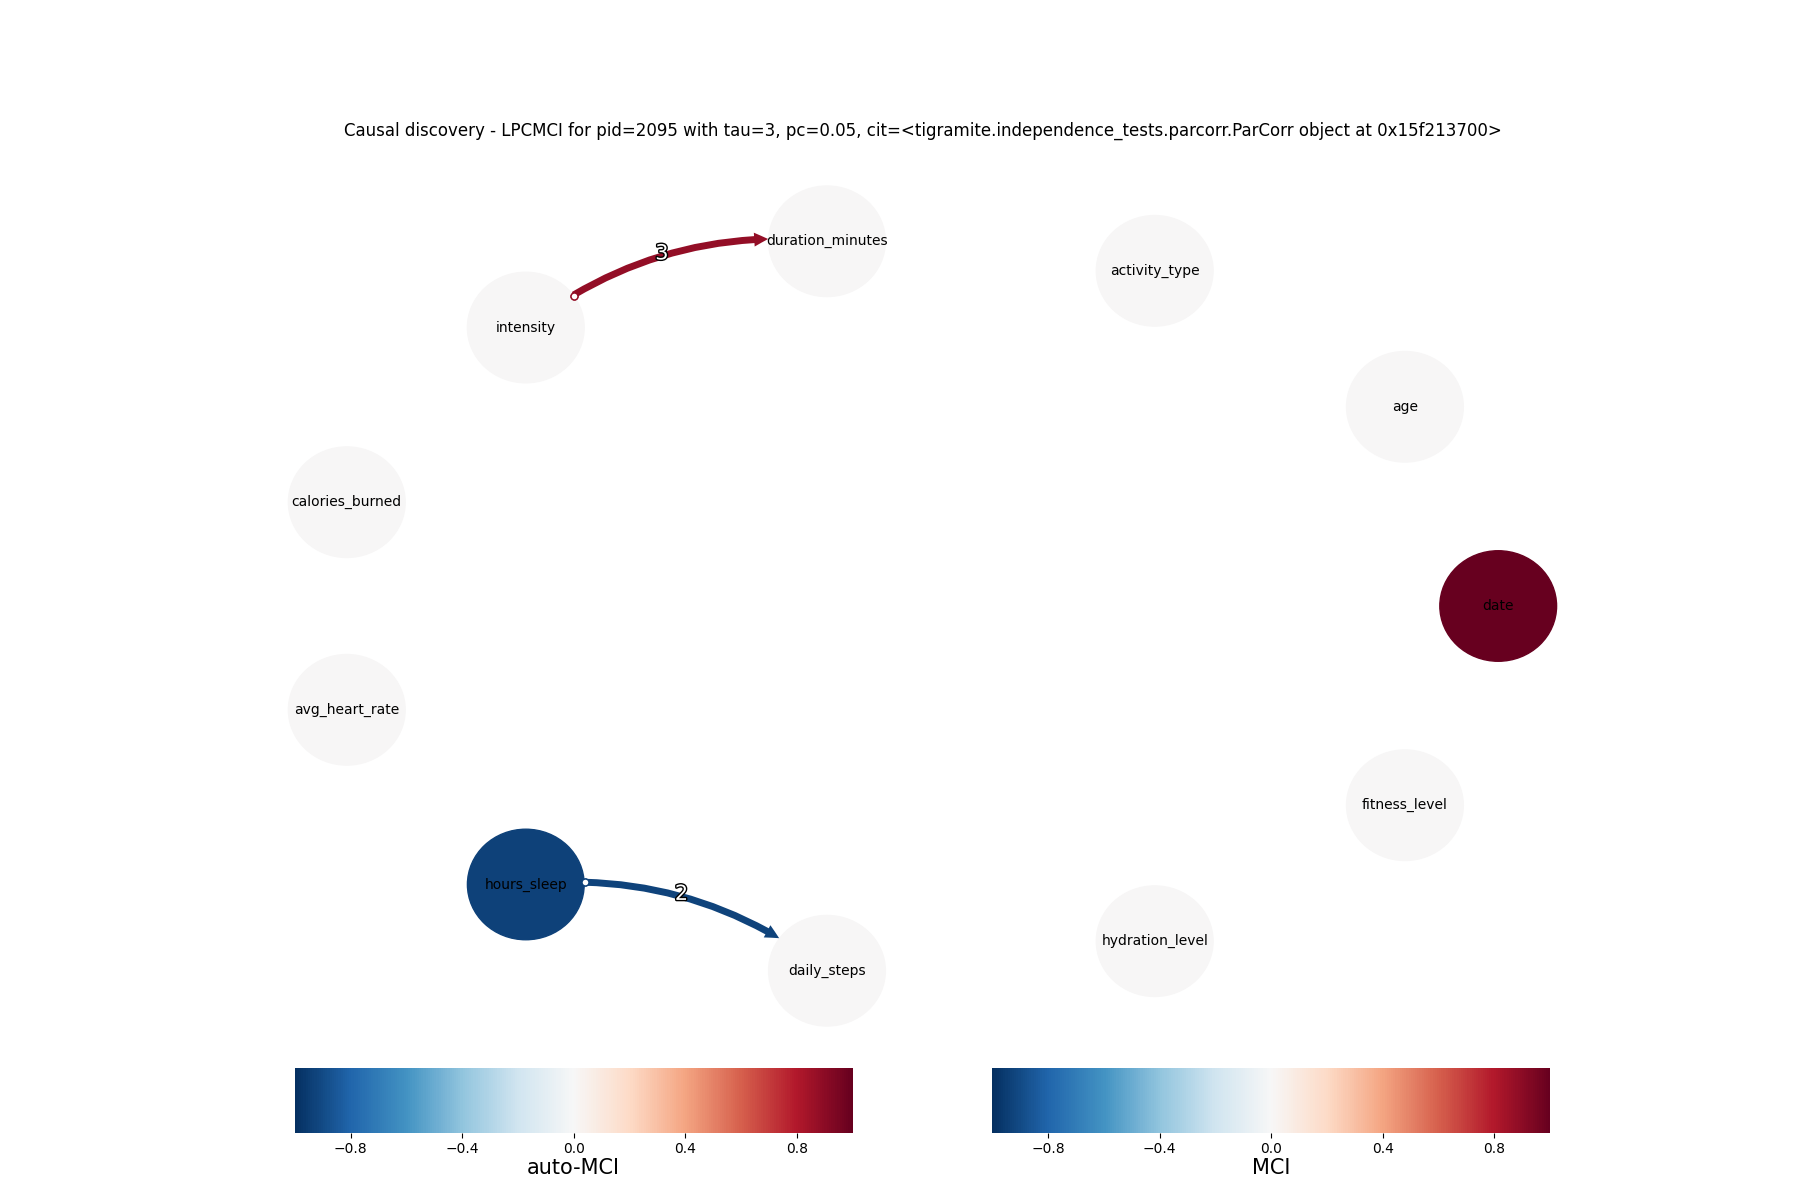 Causal discovery - LPCMCI for pid=2095 with tau=3, pc=0.05, cit=<tigramite.independence_tests.parcorr.ParCorr object at 0x15f213700>
duration_minutes
3
activity_type
intensity
age
calories_burned
date
avg_heart_rate
fitness_level
hours_sleep
2
hydration_level
daily_steps
−0.8 −0.4 0.0 0.4 0.8
auto-MCI
−0.8 −0.4 0.0 0.4 0.8
MCI